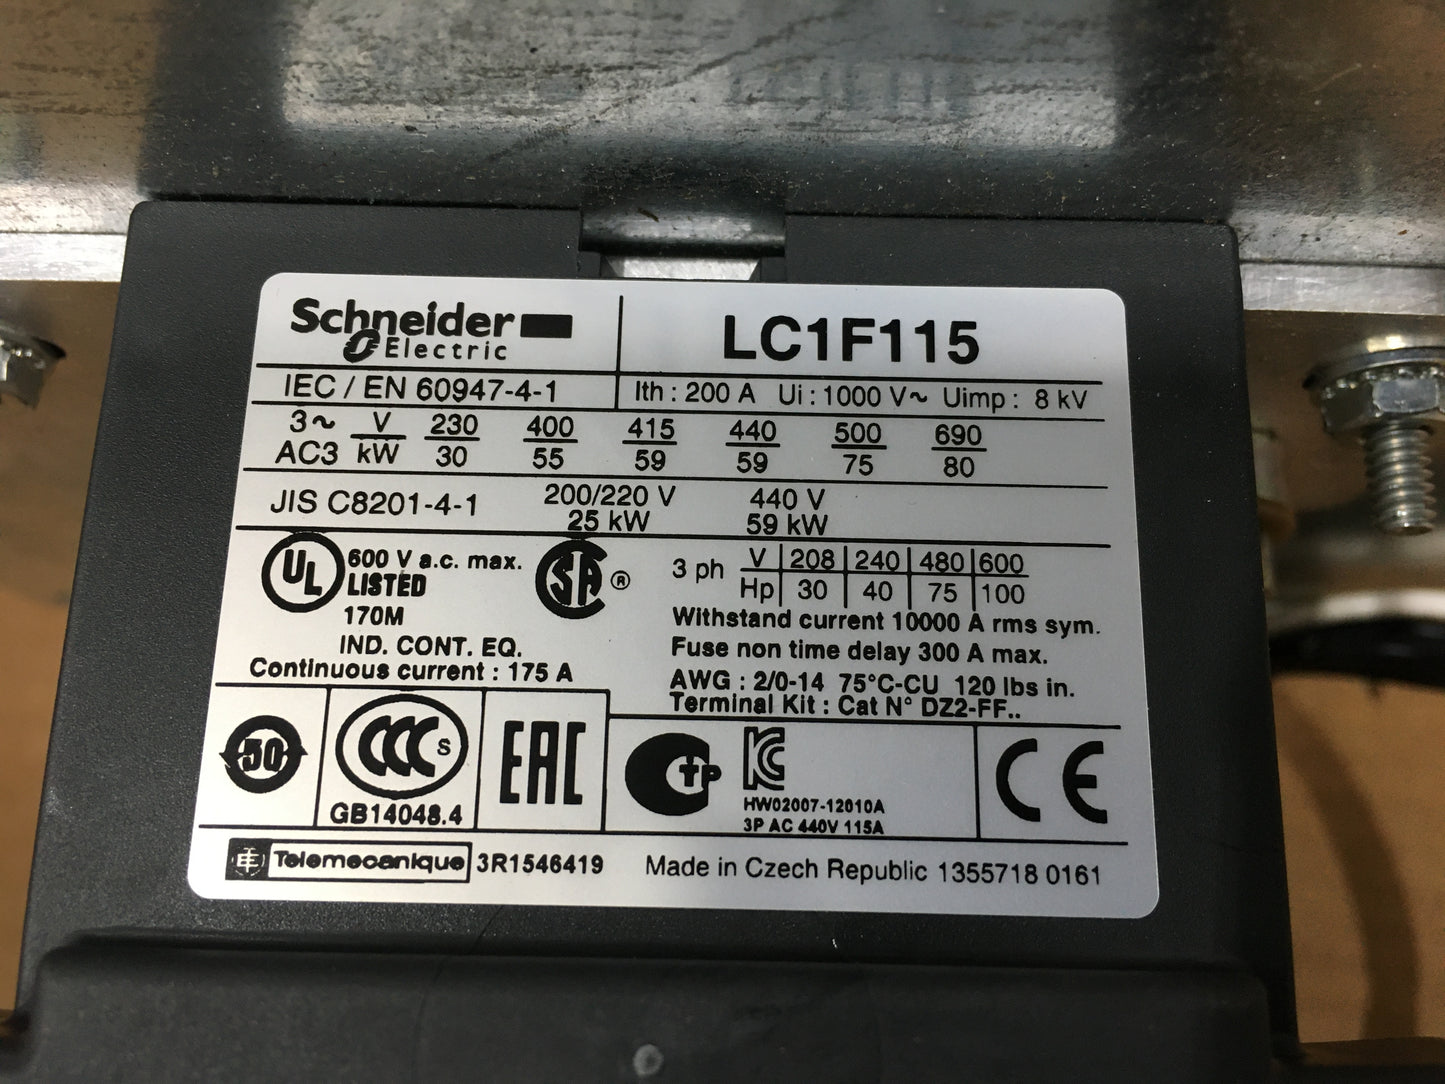 Schneider
Electric
LC1F115
IEC / EN 60947-4-1
Ith : 200 A Ui : 1000 V~ Uimp : 8 kV
3~ V 230 400 415 440 500 690
AC3 kW 30 55 59 59 75 80
JIS C8201-4-1
200/220 V 440 V
25 kW 59 kW
UL
600 V a.c. max.
LISTED
170M
IND. CONT. EQ.
Continuous current : 175 A
SA ®
3 ph V 208 240 480 600
Hp 30 40 75 100
Withstand current 10000 A rms sym.
Fuse non time delay 300 A max.
AWG : 2/0-14 75°C-CU 120 lbs in.
Terminal Kit : Cat N° DZ2-FF..
50
CCC S
GB14048.4
EAC
TP
KC
HW02007-12010A
3P AC 440V 115A
CE
Telemecanique 3R1546419
Made in Czech Republic 1355718 0161